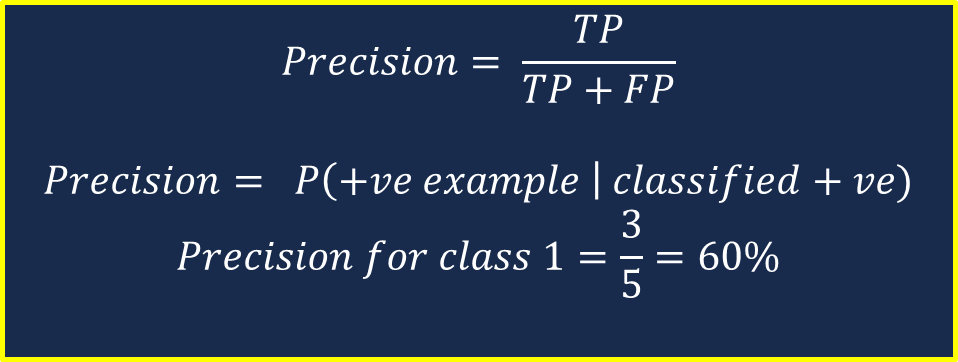 Precision = TP / TP + FP
Precision = P(+ve example | classified + ve)
Precision for class 1 = 3 / 5 = 60%